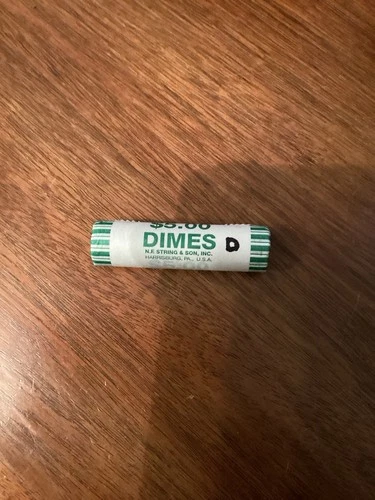 $5.00
DIMES D
N.F. STRING & SON, INC.
HARRISBURG, PA., U.S.A.